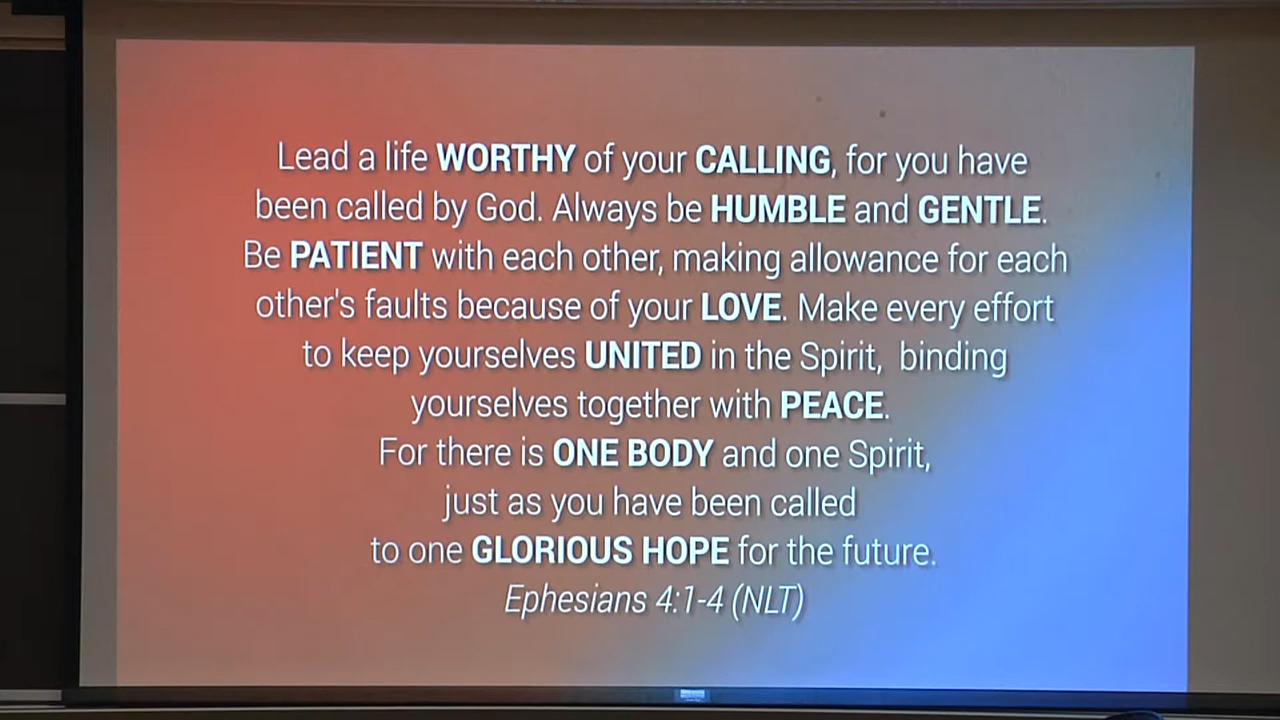 Lead a life WORTHY of your CALLING, for you have
been called by God. Always be HUMBLE and GENTLE.
Be PATIENT with each other, making allowance for each
other's faults because of your LOVE. Make every effort
to keep yourselves UNITED in the Spirit,  binding
yourselves together with PEACE.
For there is ONE BODY and one Spirit,
just as you have been called
to one GLORIOUS HOPE for the future.
Ephesians 4:1-4 (NLT)